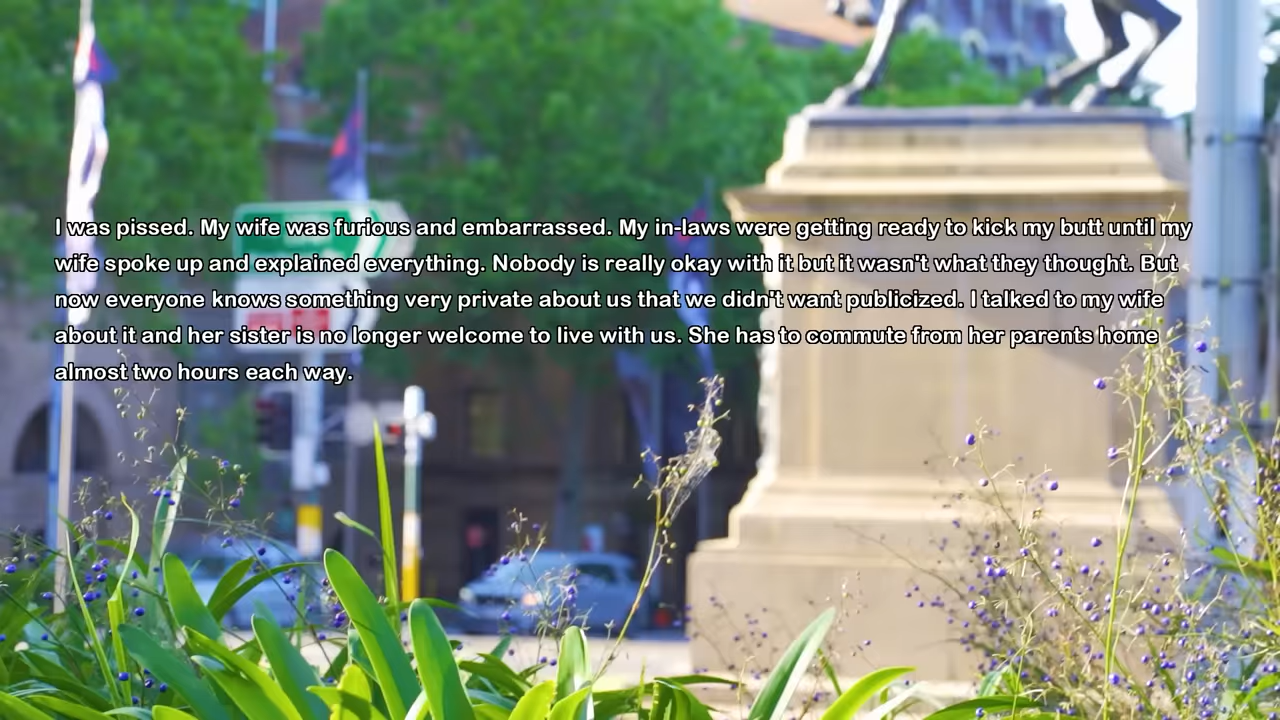 I was pissed. My wife was furious and embarrassed. My in-laws were getting ready to kick my butt until my
wife spoke up and explained everything. Nobody is really okay with it but it wasn't what they thought. But
now everyone knows something very private about us that we didn't want publicized. I talked to my wife
about it and her sister is no longer welcome to live with us. She has to commute from her parents home
almost two hours each way.